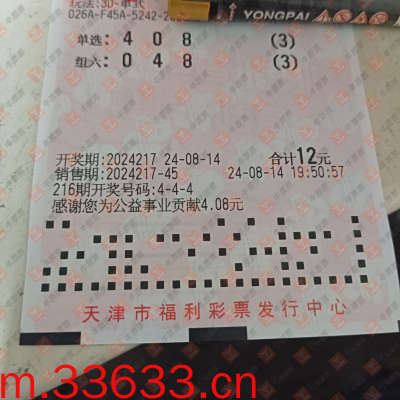 玩法:3D-单式
YONGPAI
单选: 4 0 8 (3)
组六: 0 4 8 (3)
开奖期:2024217 24-08-14 合计12元
销售期:2024217-45 24-08-14 19:50:57
216期开奖号码:4-4-4
感谢您为公益事业贡献4.08元
天津市福利彩票发行中心
m.33633.cn